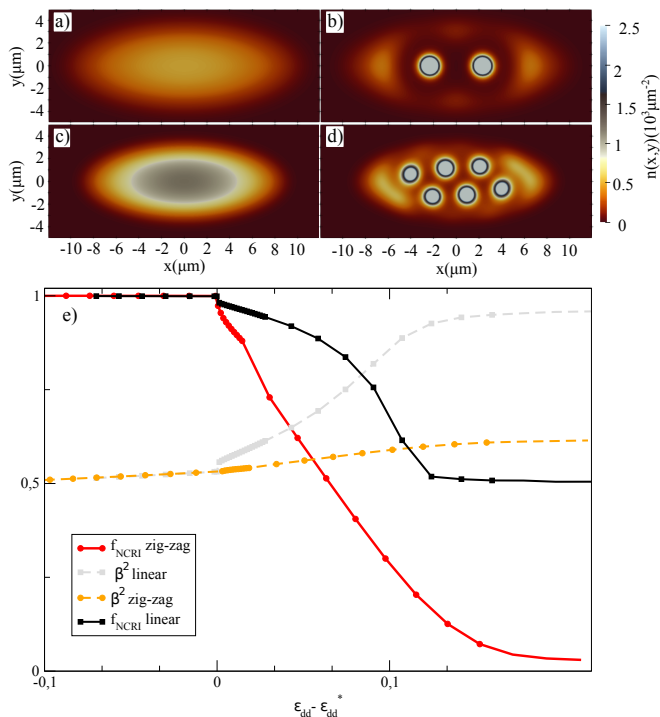 a)
b)
y(μm)
4
2
0
-2
-4
c)
d)
y(μm)
4
2
0
-2
-4
-10 -8 -6 -4 -2 0 2 4 6 8 10
x(μm)
-10 -8 -6 -4 -2 0 2 4 6 8 10
x(μm)
2.5
2
1.5
1
0.5
0
n(x,y)(10³μm⁻²)
e)
1
0,5
0
f_NCRI zig-zag
β² linear
β² zig-zag
f_NCRI linear
-0,1 0 0,1
ε_dd - ε_dd^*